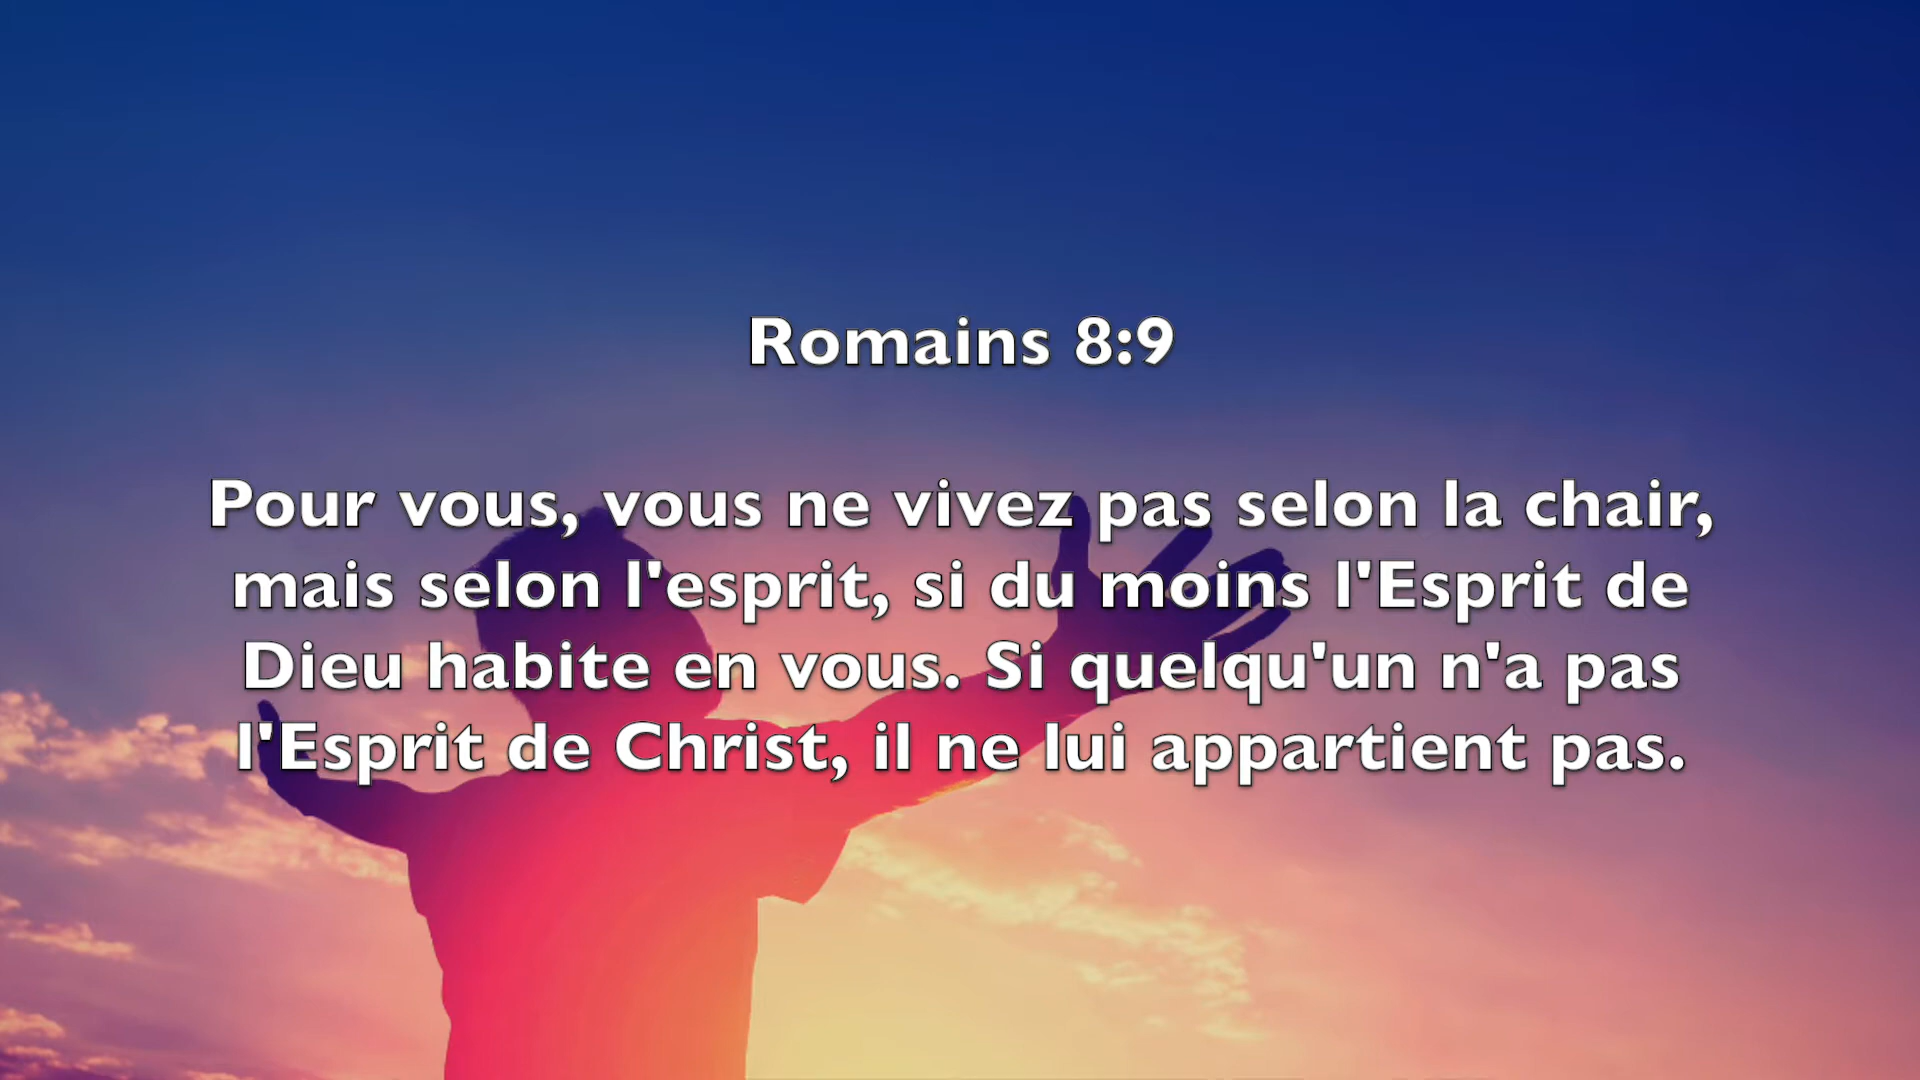 Romains 8:9
Pour vous, vous ne vivez pas selon la chair,
mais selon l'esprit, si du moins l'Esprit de
Dieu habite en vous. Si quelqu'un n'a pas
l'Esprit de Christ, il ne lui appartient pas.